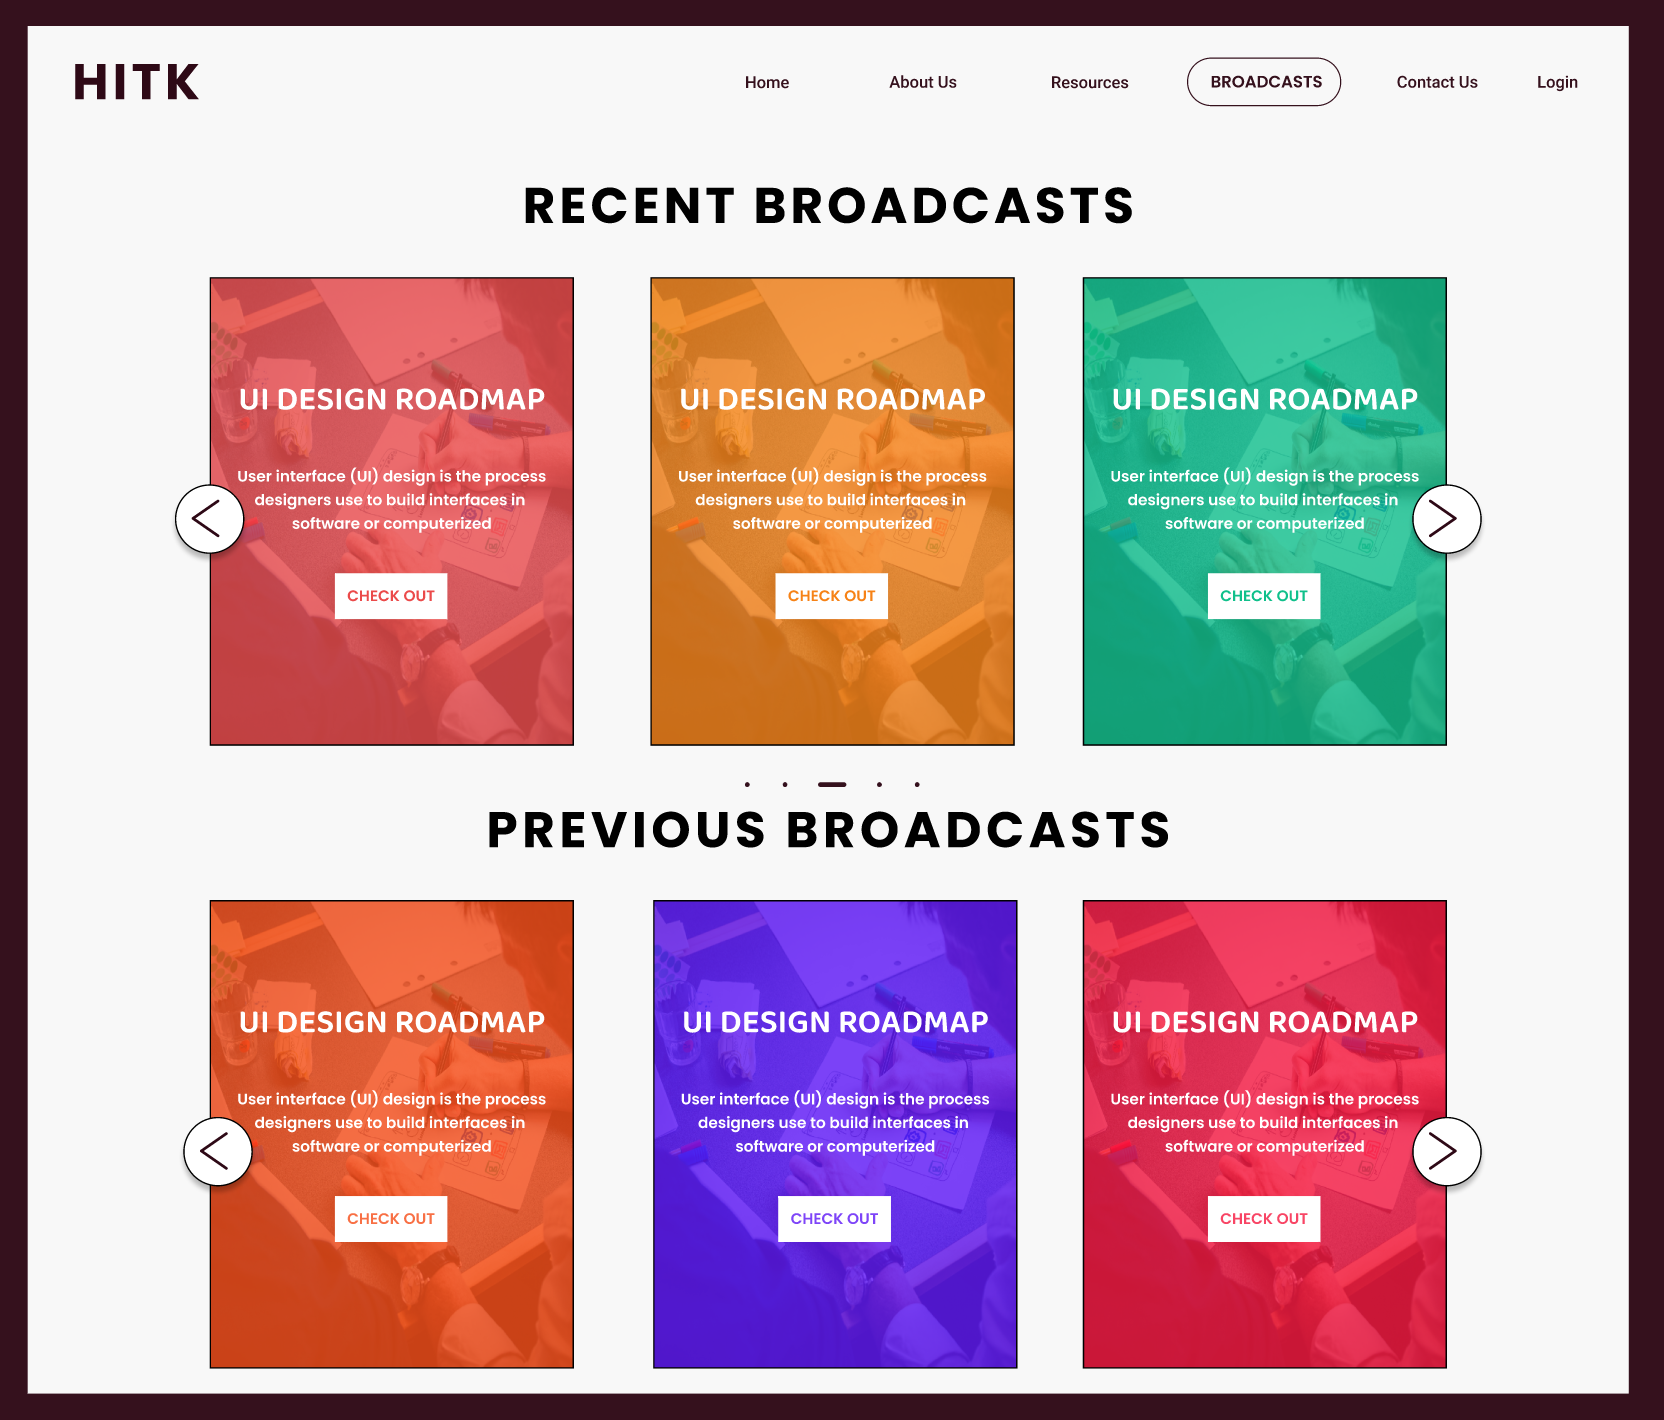 HITK
Home About Us Resources BROADCASTS Contact Us Login
RECENT BROADCASTS
UI DESIGN ROADMAP
User interface (UI) design is the process
designers use to build interfaces in
software or computerized
CHECK OUT
UI DESIGN ROADMAP
User interface (UI) design is the process
designers use to build interfaces in
software or computerized
CHECK OUT
UI DESIGN ROADMAP
User interface (UI) design is the process
designers use to build interfaces in
software or computerized
CHECK OUT
PREVIOUS BROADCASTS
UI DESIGN ROADMAP
User interface (UI) design is the process
designers use to build interfaces in
software or computerized
CHECK OUT
UI DESIGN ROADMAP
User interface (UI) design is the process
designers use to build interfaces in
software or computerized
CHECK OUT
UI DESIGN ROADMAP
User interface (UI) design is the process
designers use to build interfaces in
software or computerized
CHECK OUT